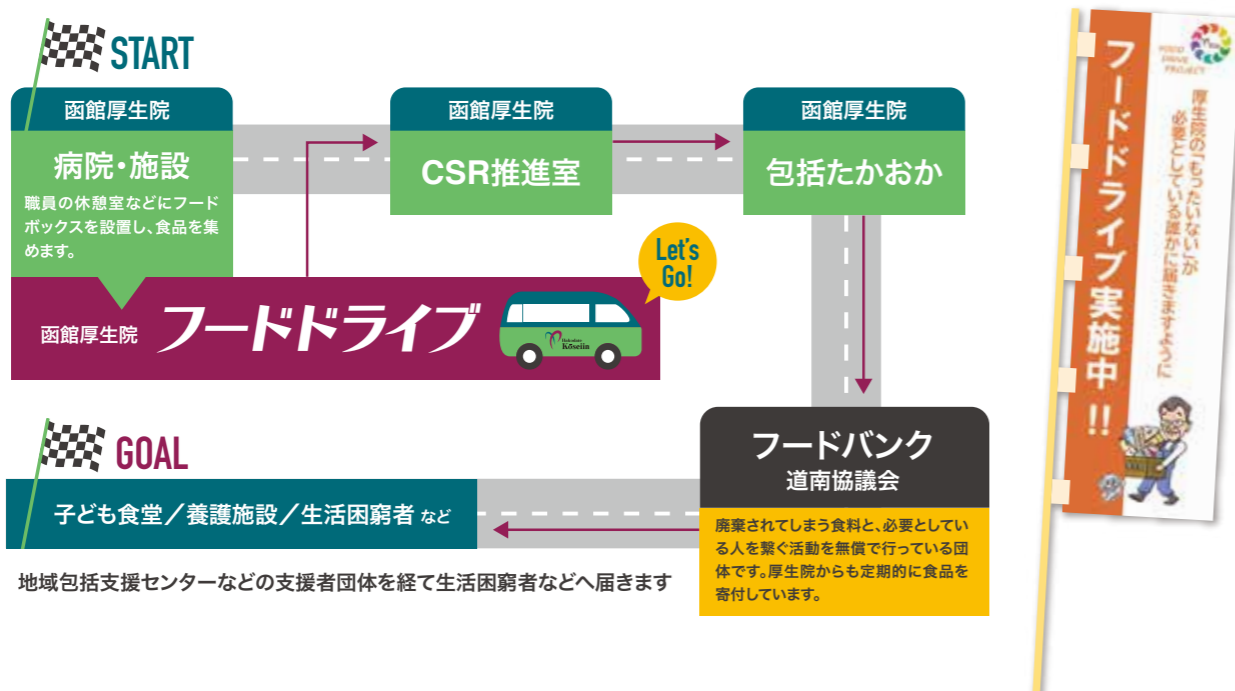 START
函館厚生院
病院・施設
職員の休憩室などにフード
ボックスを設置し、食品を集
めます。
函館厚生院
CSR推進室
函館厚生院
包括たかおか
函館厚生院 フードドライブ
Hakodate
Kōseiin
Let's
Go!
フードバンク
道南協議会
廃棄されてしまう食料と、必要としてい
る人を繋ぐ活動を無償で行っている団
体です。厚生院からも定期的に食品を
寄付しています。
GOAL
子ども食堂／養護施設／生活困窮者 など
地域包括支援センターなどの支援者団体を経て生活困窮者などへ届きます
FOOD
DRIVE
PROJECT
厚生院の「もったいない」が
必要としている誰かに届きますように
フードドライブ実施中!!